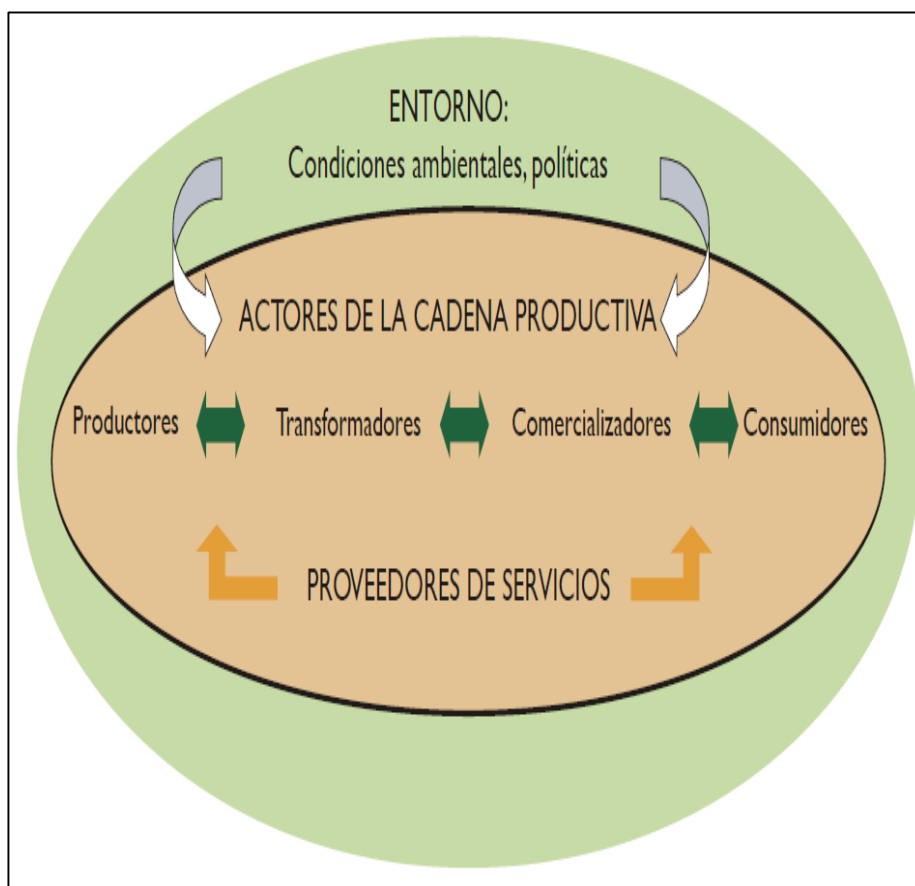 ENTORNO:
Condiciones ambientales, políticas
ACTORES DE LA CADENA PRODUCTIVA
Productores
Transformadores
Comercializadores
Consumidores
PROVEEDORES DE SERVICIOS